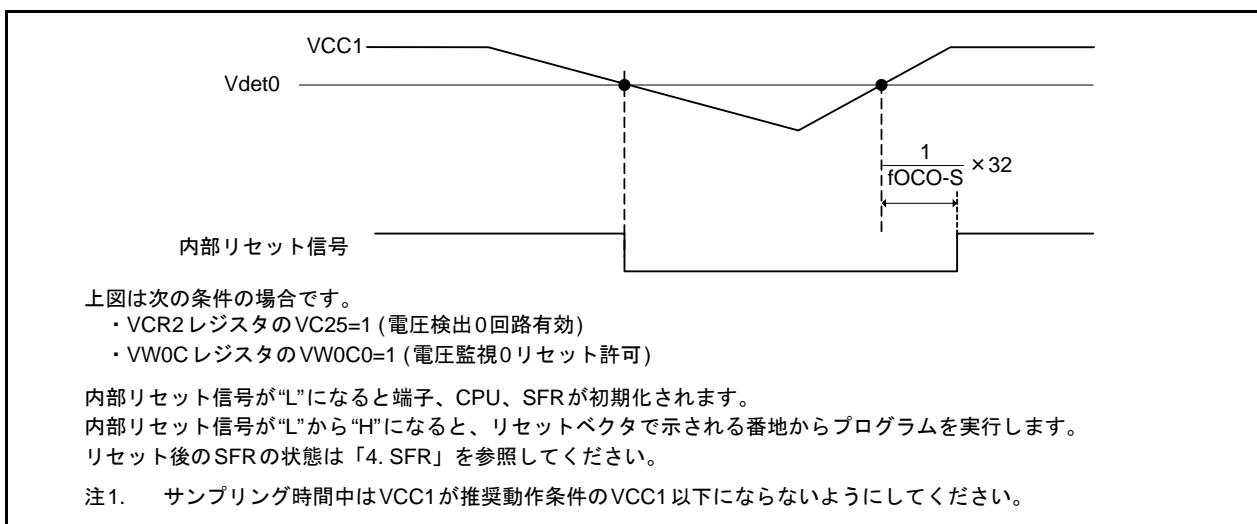 VCC1
Vdet0
1
fOCO-S
×32
内部リセット信号
上図は次の条件の場合です。
・VCR2レジスタのVC25=1 (電圧検出0回路有効)
・VW0CレジスタのVW0C0=1 (電圧監視0リセット許可)
内部リセット信号が“L”になると端子、CPU、SFRが初期化されます。
内部リセット信号が“L”から“H”になると、リセットベクタで示される番地からプログラムを実行します。
リセット後のSFRの状態は「4. SFR」を参照してください。
注1. サンプリング時間中はVCC1が推奨動作条件のVCC1以下にならないようにしてください。